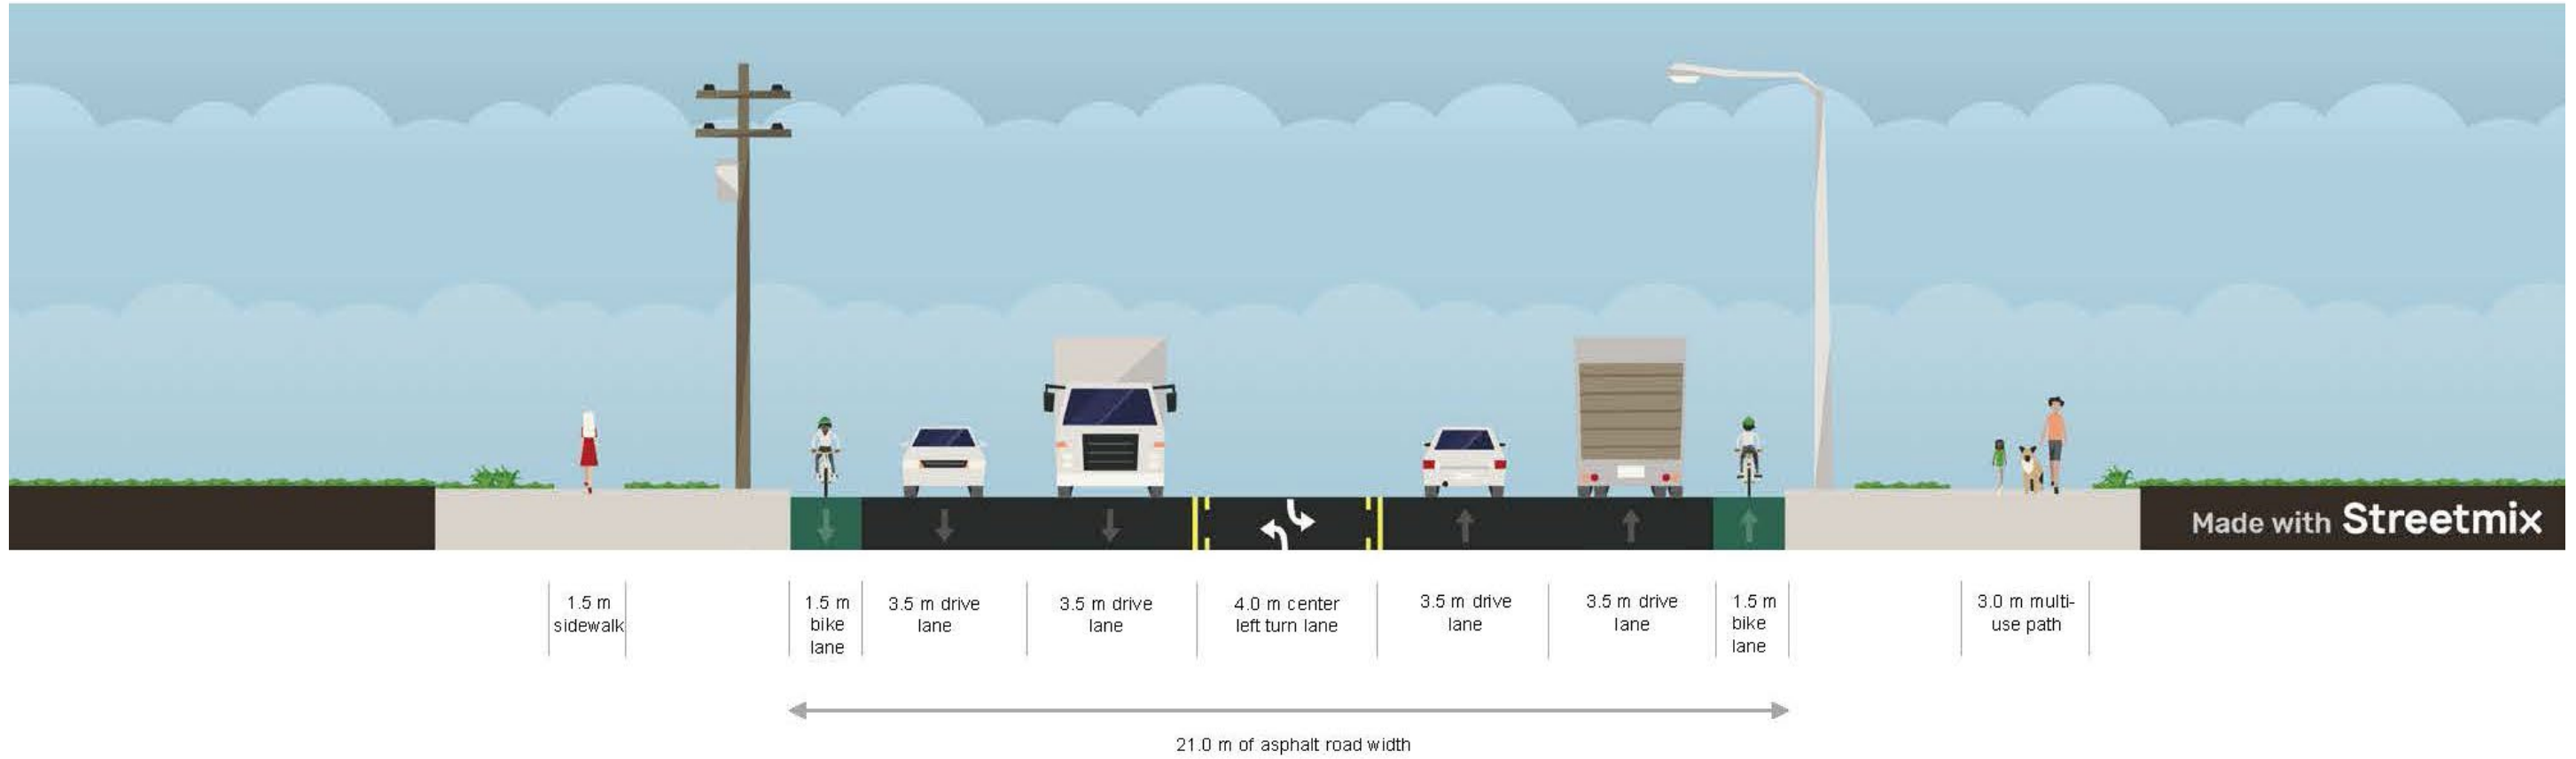 Made with Streetmix
1.5 m
sidewalk
1.5 m
bike
lane
3.5 m drive
lane
3.5 m drive
lane
4.0 m center
left turn lane
3.5 m drive
lane
3.5 m drive
lane
1.5 m
bike
lane
3.0 m multi-
use path
21.0 m of asphalt road width